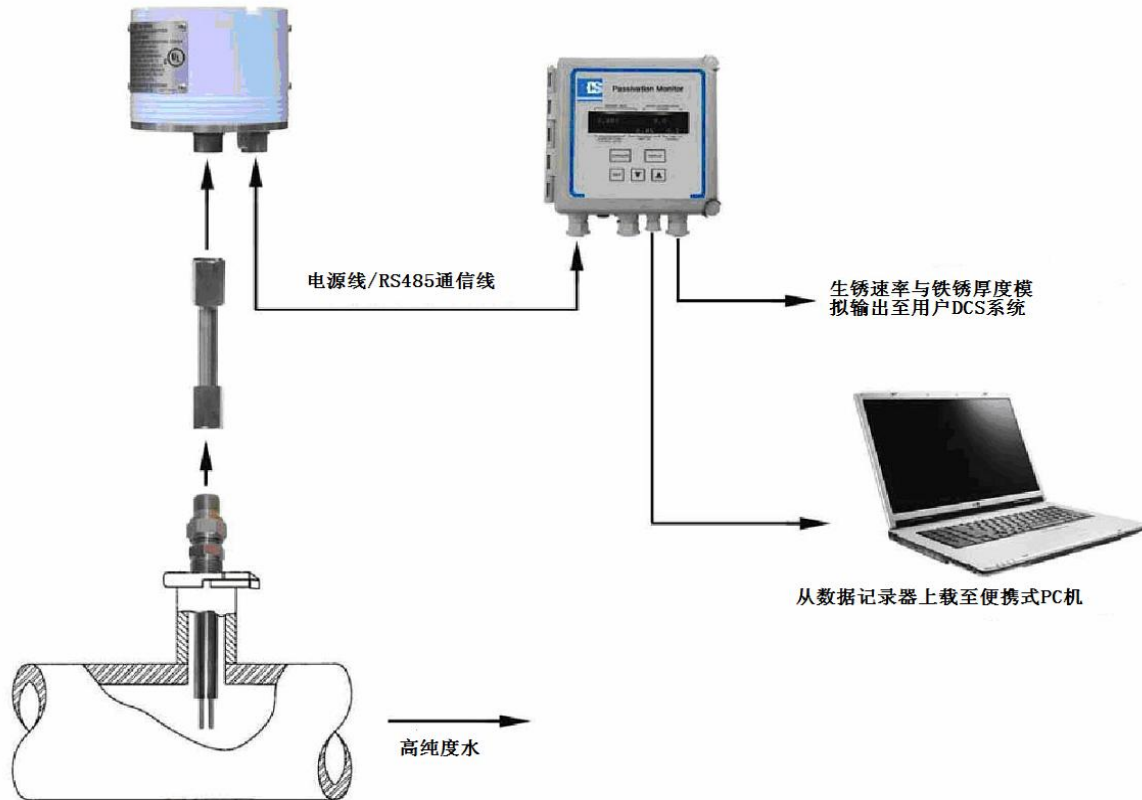 UL
CS Passivation Monitor
电源线/RS485通信线
生锈速率与铁锈厚度模
拟输出至用户DCS系统
从数据记录器上载至便携式PC机
高纯度水